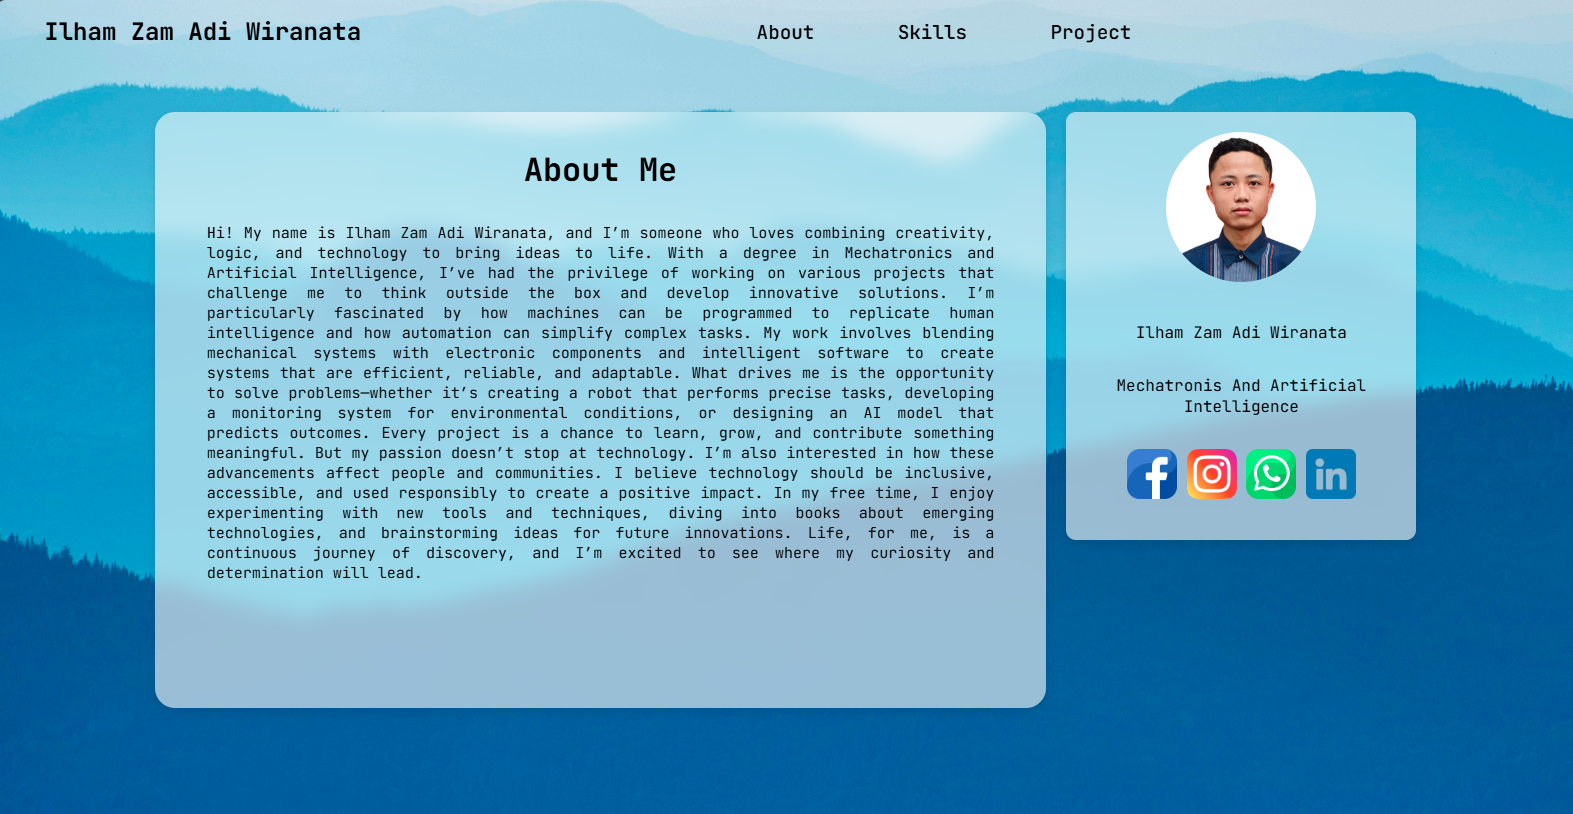 Ilham Zam Adi Wiranata
About
Skills
Project
About Me
Hi! My name is Ilham Zam Adi Wiranata, and I’m someone who loves combining creativity,
logic, and technology to bring ideas to life. With a degree in Mechatronics and
Artificial Intelligence, I’ve had the privilege of working on various projects that
challenge me to think outside the box and develop innovative solutions. I’m
particularly fascinated by how machines can be programmed to replicate human
intelligence and how automation can simplify complex tasks. My work involves blending
mechanical systems with electronic components and intelligent software to create
systems that are efficient, reliable, and adaptable. What drives me is the opportunity
to solve problems—whether it’s creating a robot that performs precise tasks, developing
a monitoring system for environmental conditions, or designing an AI model that
predicts outcomes. Every project is a chance to learn, grow, and contribute something
meaningful. But my passion doesn’t stop at technology. I’m also interested in how these
advancements affect people and communities. I believe technology should be inclusive,
accessible, and used responsibly to create a positive impact. In my free time, I enjoy
experimenting with new tools and techniques, diving into books about emerging
technologies, and brainstorming ideas for future innovations. Life, for me, is a
continuous journey of discovery, and I’m excited to see where my curiosity and
determination will lead.
Ilham Zam Adi Wiranata
Mechatronis And Artificial
Intelligence